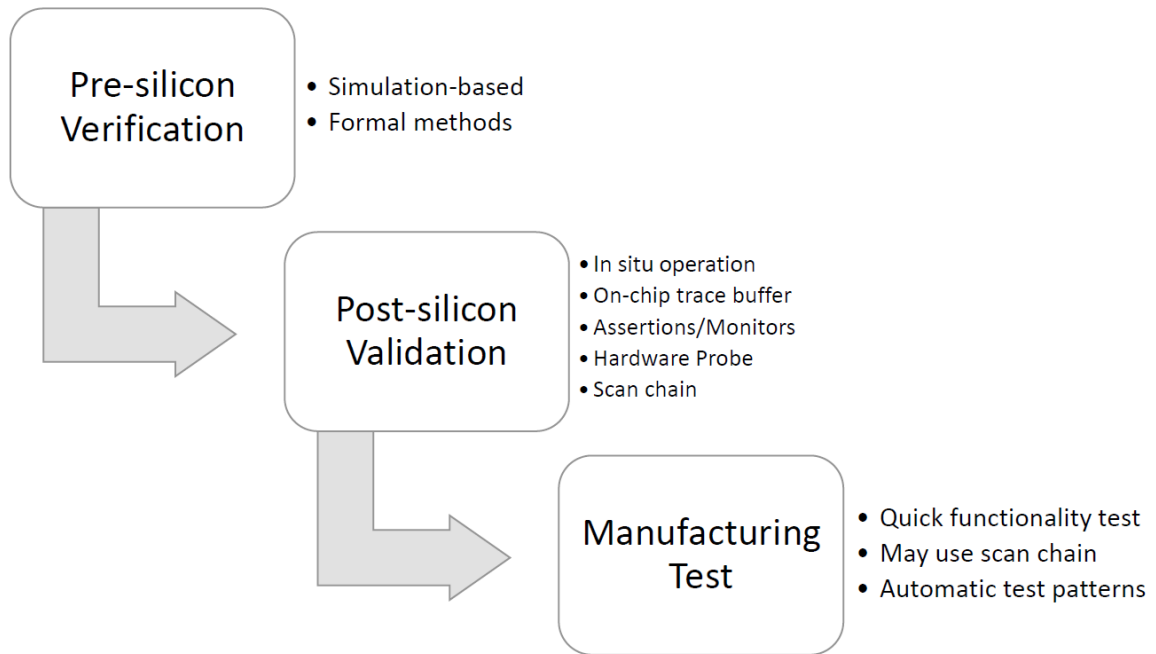 Pre-silicon
Verification
• Simulation-based
• Formal methods
Post-silicon
Validation
• In situ operation
• On-chip trace buffer
• Assertions/Monitors
• Hardware Probe
• Scan chain
Manufacturing
Test
• Quick functionality test
• May use scan chain
• Automatic test patterns